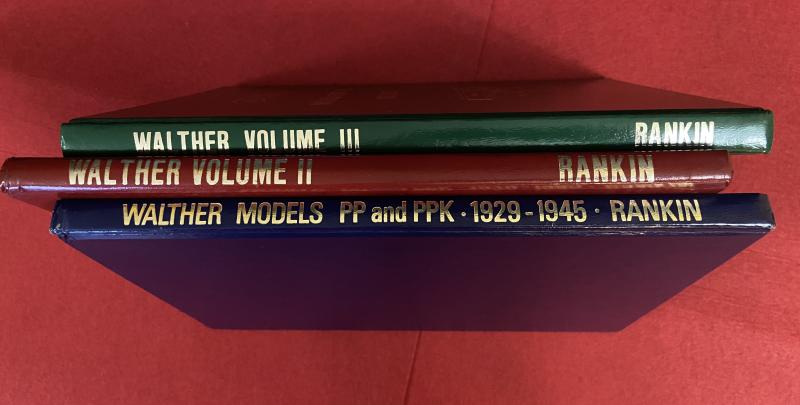 WALTHER VOLUME III RANKIN
WALTHER VOLUME II RANKIN
WALTHER MODELS PP and PPK · 1929-1945 · RANKIN